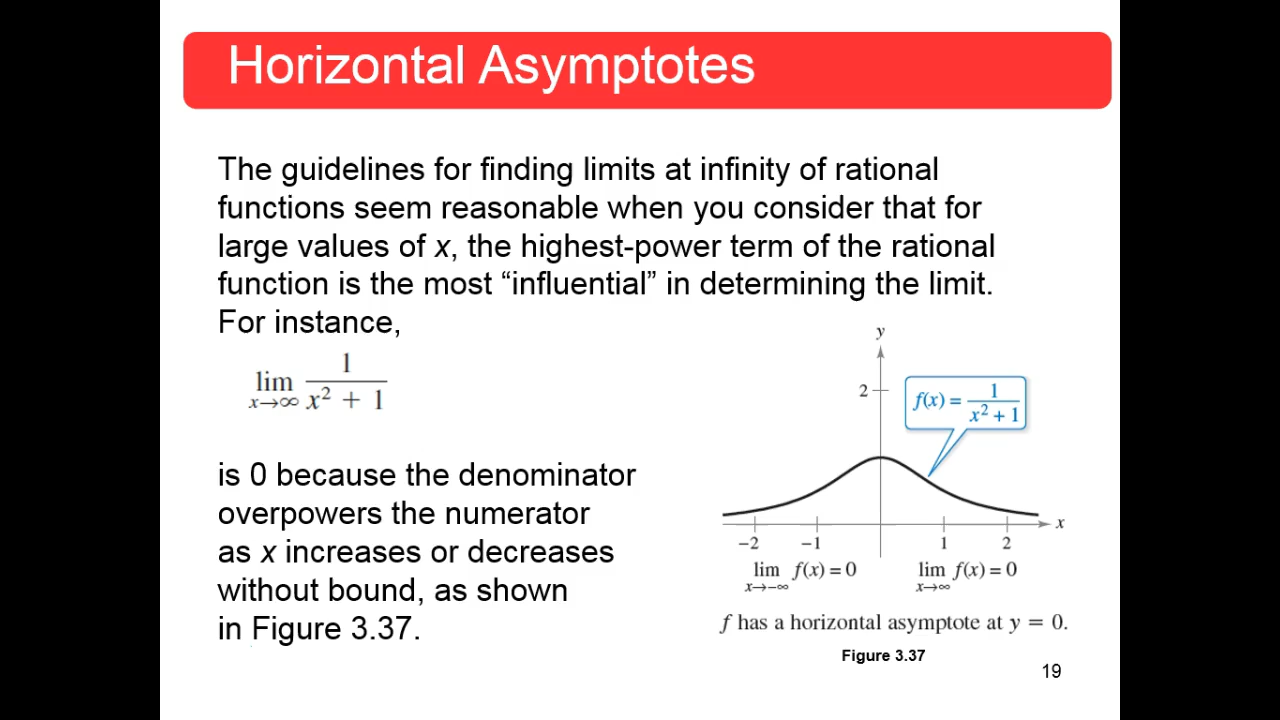 Horizontal Asymptotes
The guidelines for finding limits at infinity of rational
functions seem reasonable when you consider that for
large values of x, the highest-power term of the rational
function is the most “influential” in determining the limit.
For instance,
lim x→∞ 1/(x² + 1)
is 0 because the denominator
overpowers the numerator
as x increases or decreases
without bound, as shown
in Figure 3.37.
y
2
f(x) = 1/(x² + 1)
x
−2 −1 1 2
lim x→−∞ f(x) = 0 lim x→∞ f(x) = 0
f has a horizontal asymptote at y = 0.
Figure 3.37
19